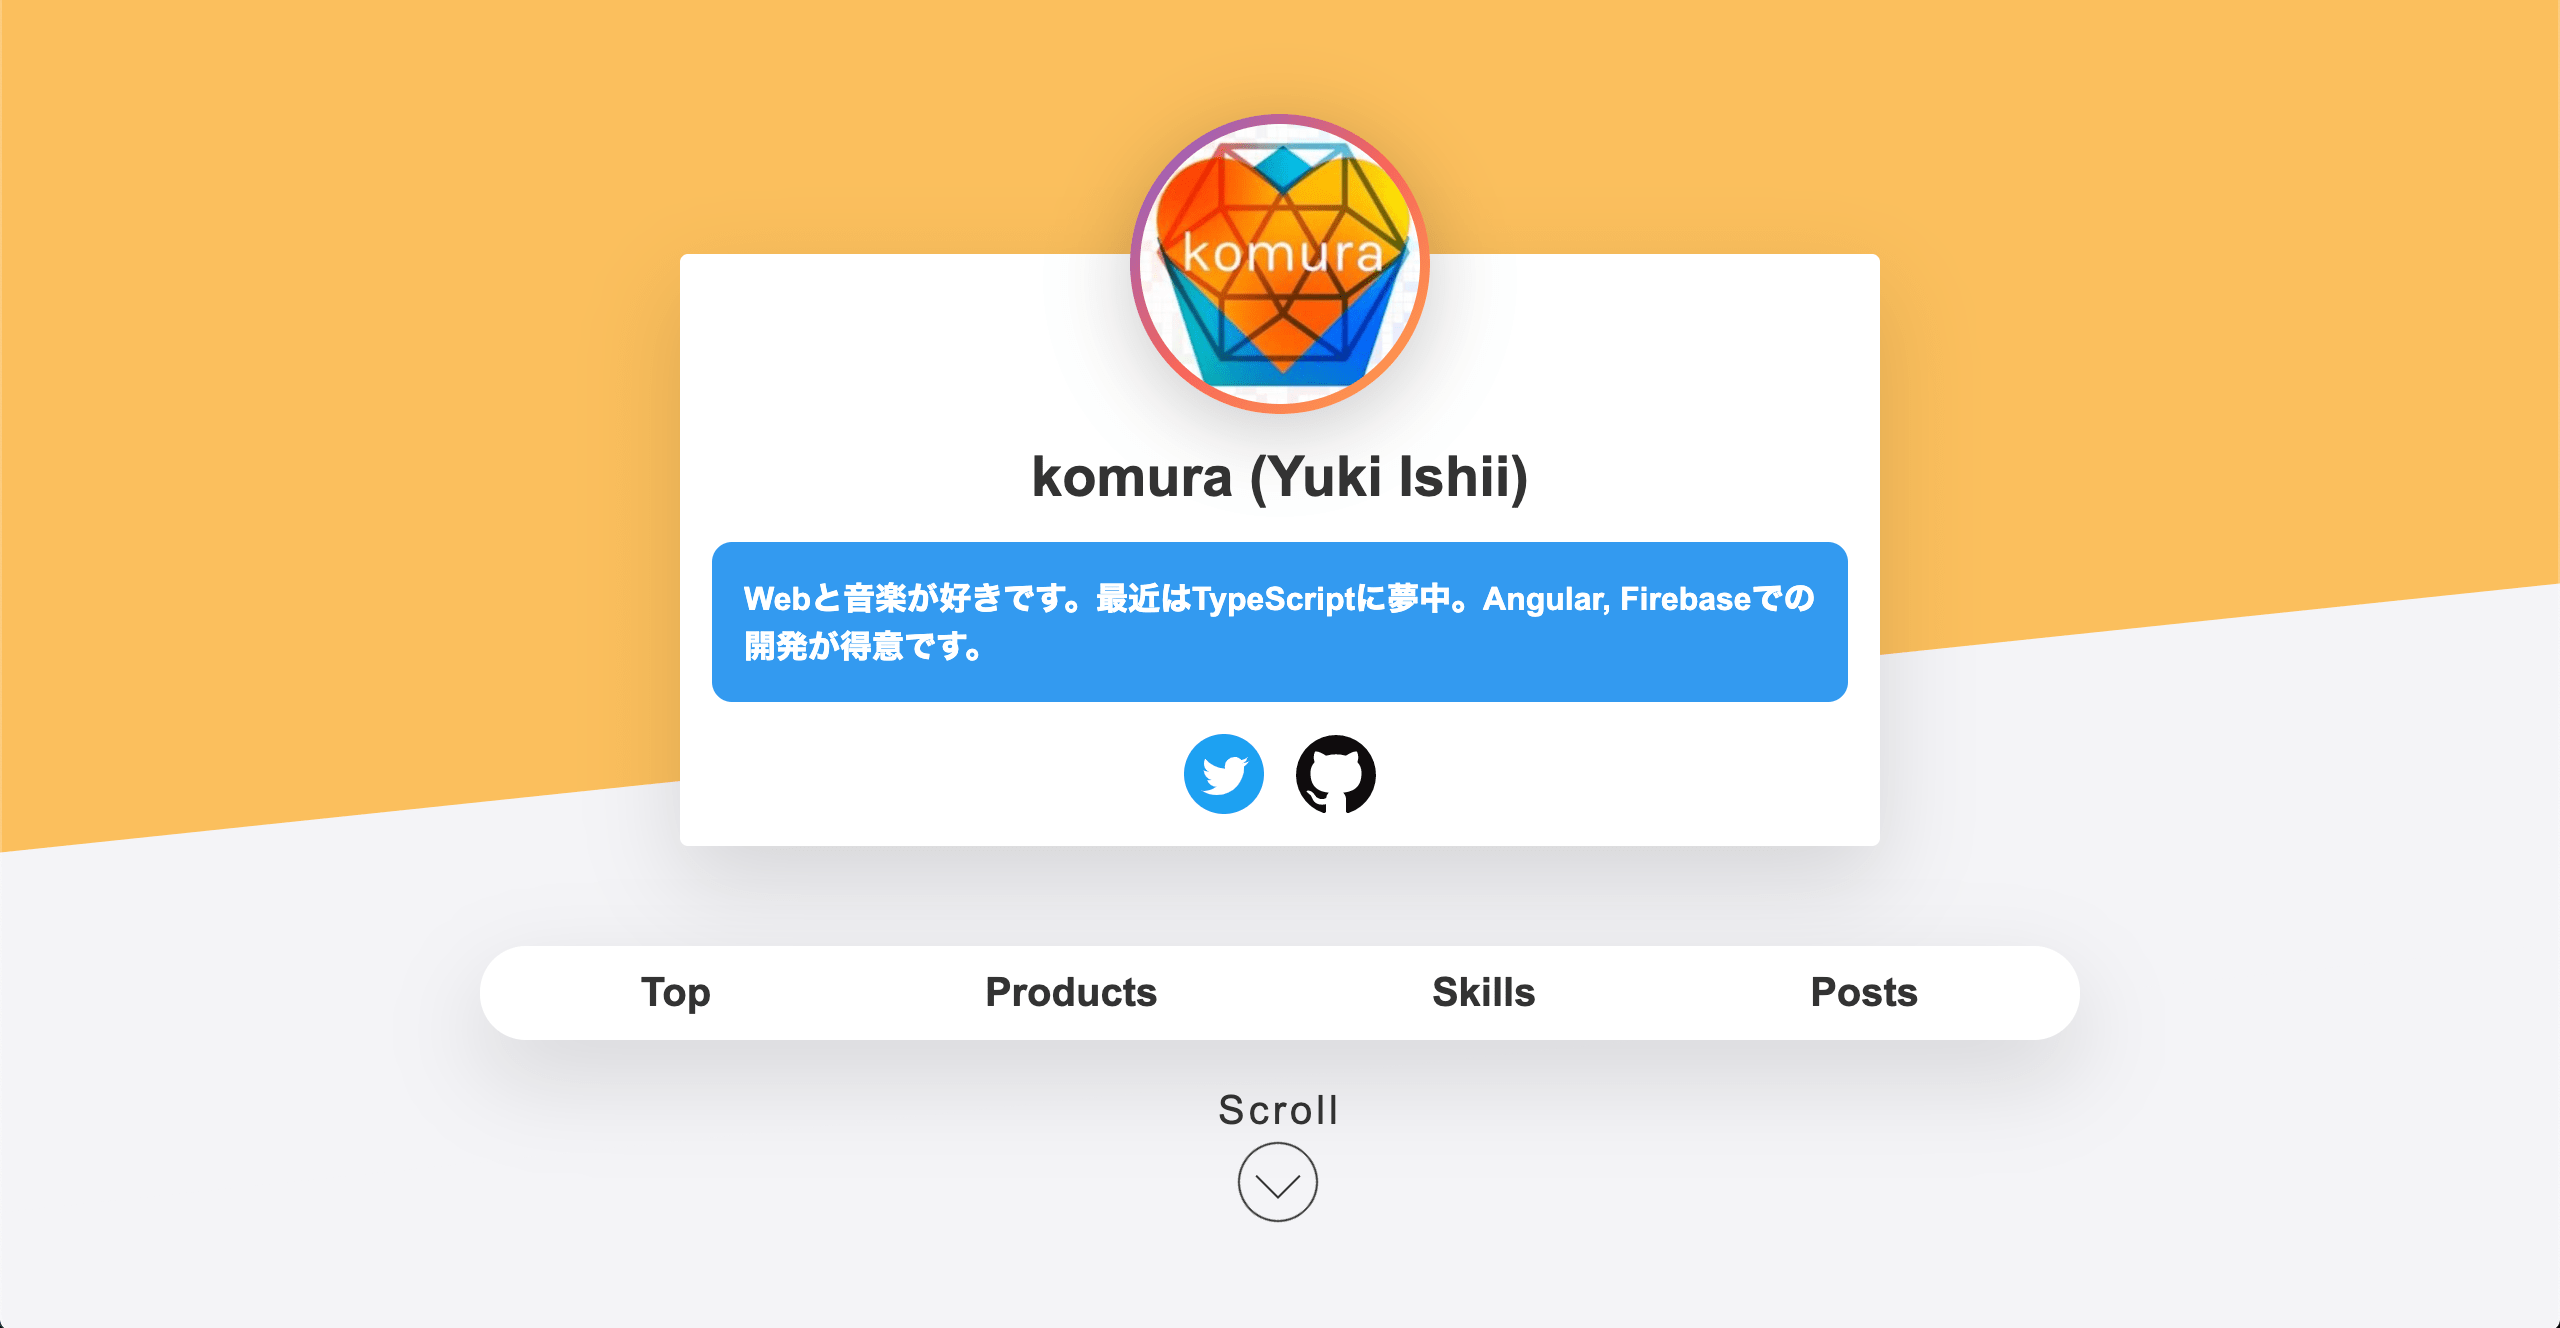 komura
komura (Yuki Ishii)
Webと音楽が好きです。最近はTypeScriptに夢中。Angular, Firebaseでの
開発が得意です。
Top Products Skills Posts
Scroll